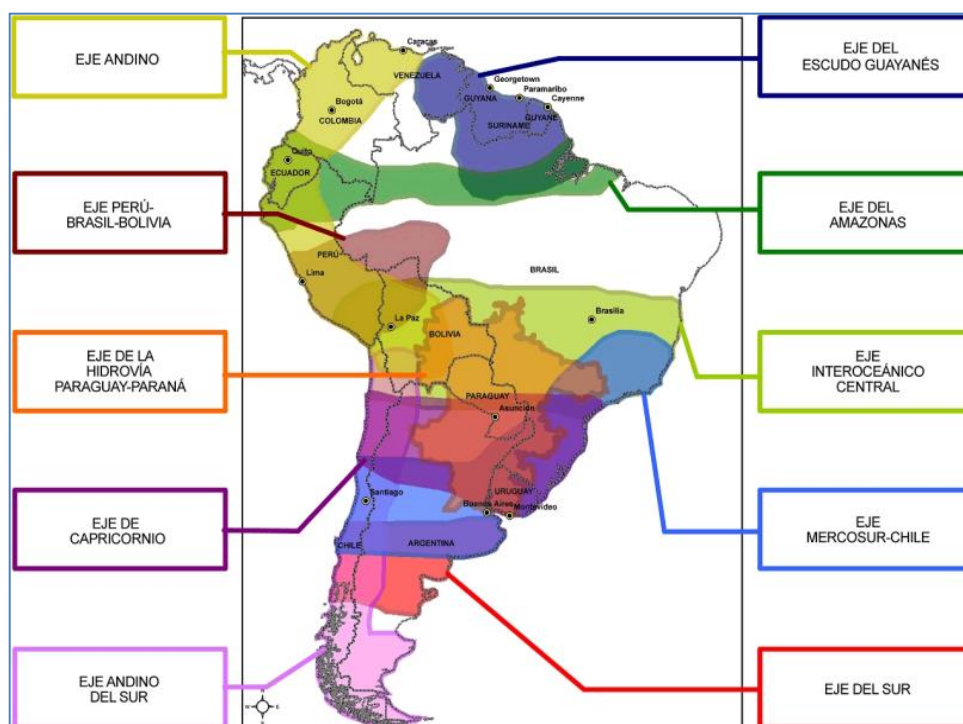 EJE ANDINO
EJE PERÚ-
BRASIL-BOLIVIA
EJE DE LA
HIDROVÍA
PARAGUAY-PARANÁ
EJE DE
CAPRICORNIO
EJE ANDINO
DEL SUR
Caracas
VENEZUELA
Georgetown
GUYANA
Paramaribo
Cayenne
SURINAME
GUYANE
Bogotá
COLOMBIA
Quito
ECUADOR
PERÚ
Lima
BRASIL
Brasilia
La Paz
BOLIVIA
PARAGUAY
Asunción
URUGUAY
Santiago
Buenos Aires
Montevideo
CHILE
ARGENTINA
N
W
E
S
EJE DEL
ESCUDO GUAYANÉS
EJE DEL
AMAZONAS
EJE
INTEROCEÁNICO
CENTRAL
EJE
MERCOSUR-CHILE
EJE DEL SUR